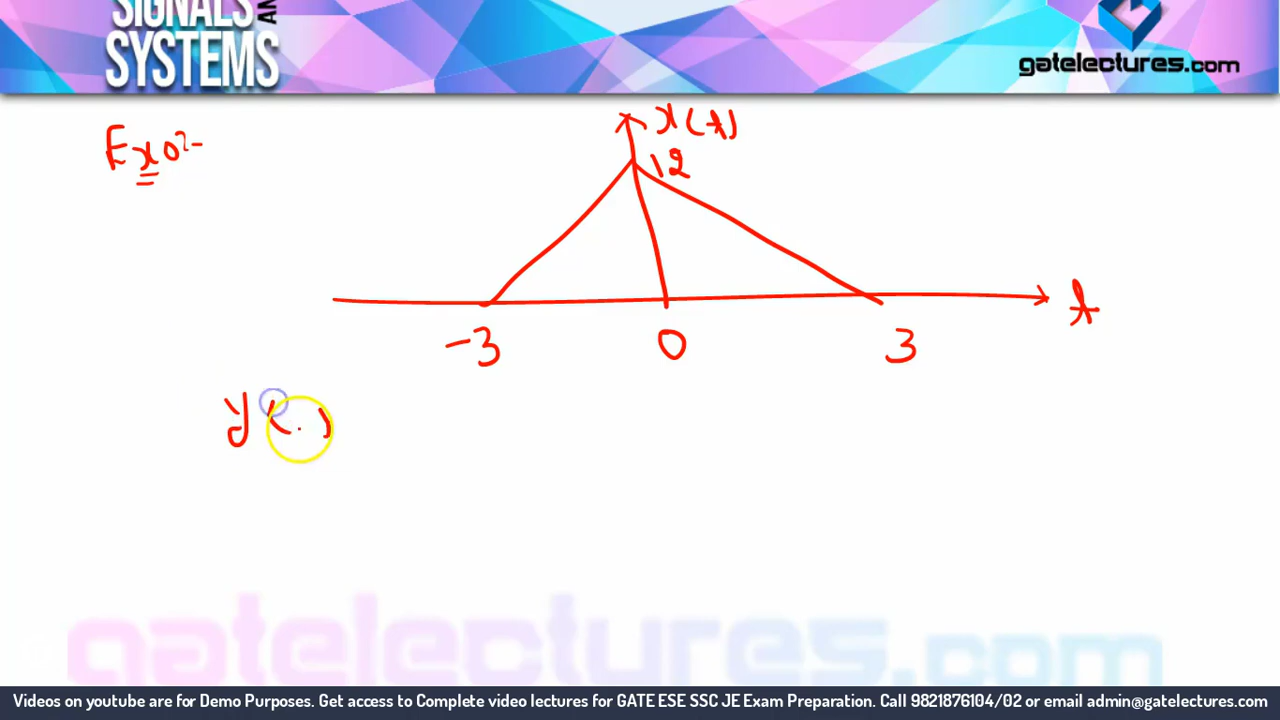 SIGNALS AND
SYSTEMS
gatelectures.com
x(t)
12
t
-3 0 3
y(.)
gatelectures.com
Videos on youtube are for Demo Purposes. Get access to Complete video lectures for GATE ESE SSC JE Exam Preparation. Call 9821876104/02 or email admin@gatelectures.com